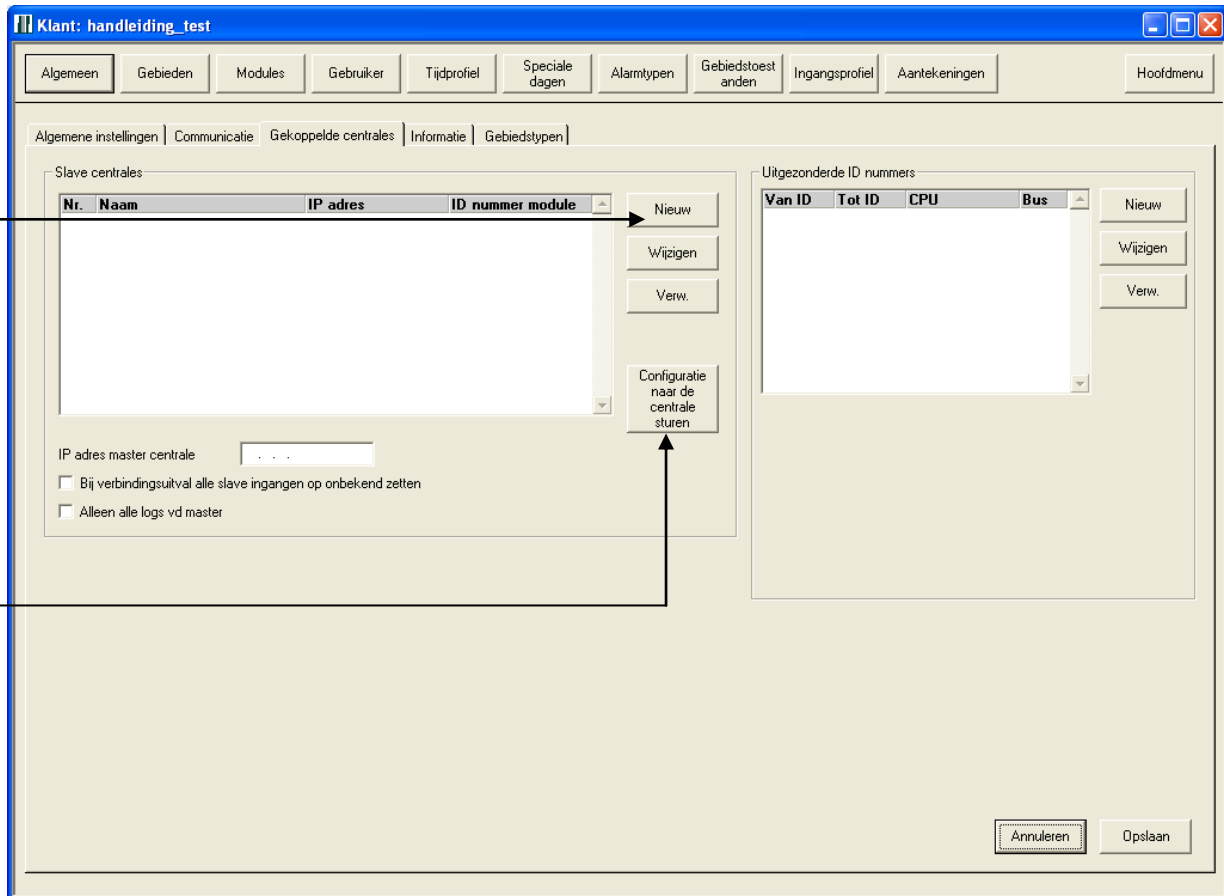 Klant: handleiding_test
Algemeen Gebieden Modules Gebruiker Tijdprofiel Speciale dagen Alarmtypen Gebiedstoest anden Ingangsprofiel Aantekeningen Hoofdmenu
Algemene instellingen Communicatie Gekoppelde centrales Informatie Gebiedstypen
Slave centrales
Nr. Naam IP adres ID nummer module
Nieuw
Wijzigen
Verw.
Configuratie
naar de
centrale
sturen
IP adres master centrale . . .
Bij verbindingsuitval alle slave ingangen op onbekend zetten
Alleen alle logs vd master
Uitgezonderde ID nummers
Van ID Tot ID CPU Bus
Nieuw
Wijzigen
Verw.
Annuleren Opslaan